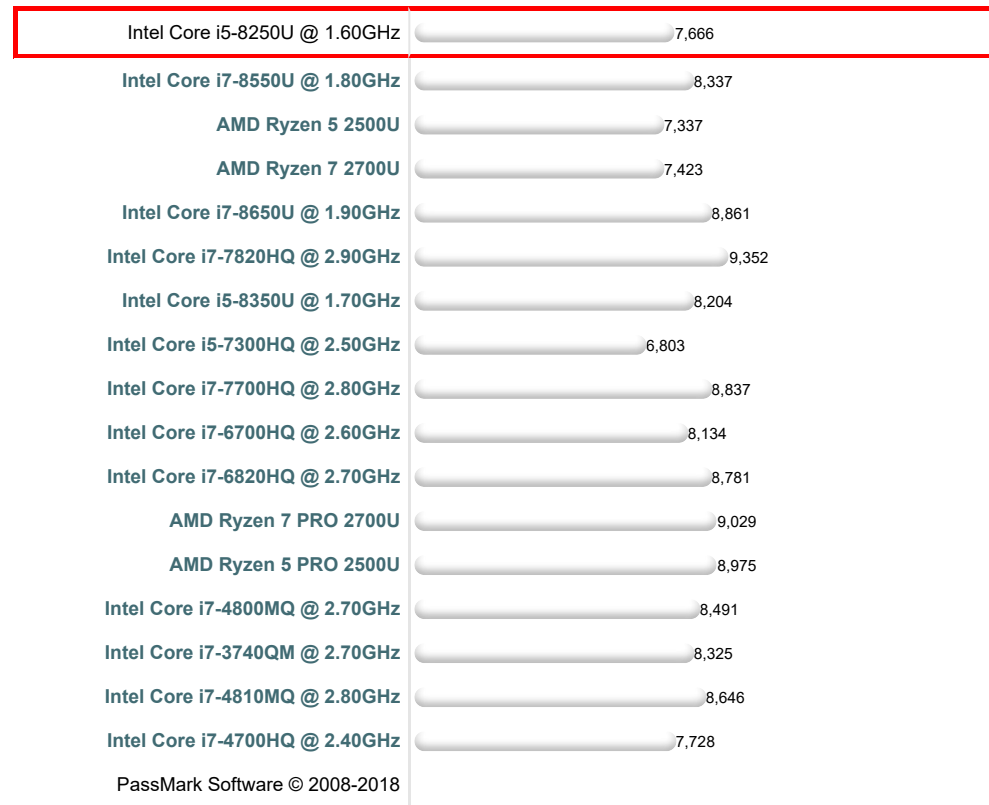 Intel Core i5-8250U @ 1.60GHz 7,666
Intel Core i7-8550U @ 1.80GHz 8,337
AMD Ryzen 5 2500U 7,337
AMD Ryzen 7 2700U 7,423
Intel Core i7-8650U @ 1.90GHz 8,861
Intel Core i7-7820HQ @ 2.90GHz 9,352
Intel Core i5-8350U @ 1.70GHz 8,204
Intel Core i5-7300HQ @ 2.50GHz 6,803
Intel Core i7-7700HQ @ 2.80GHz 8,837
Intel Core i7-6700HQ @ 2.60GHz 8,134
Intel Core i7-6820HQ @ 2.70GHz 8,781
AMD Ryzen 7 PRO 2700U 9,029
AMD Ryzen 5 PRO 2500U 8,975
Intel Core i7-4800MQ @ 2.70GHz 8,491
Intel Core i7-3740QM @ 2.70GHz 8,325
Intel Core i7-4810MQ @ 2.80GHz 8,646
Intel Core i7-4700HQ @ 2.40GHz 7,728
PassMark Software © 2008-2018